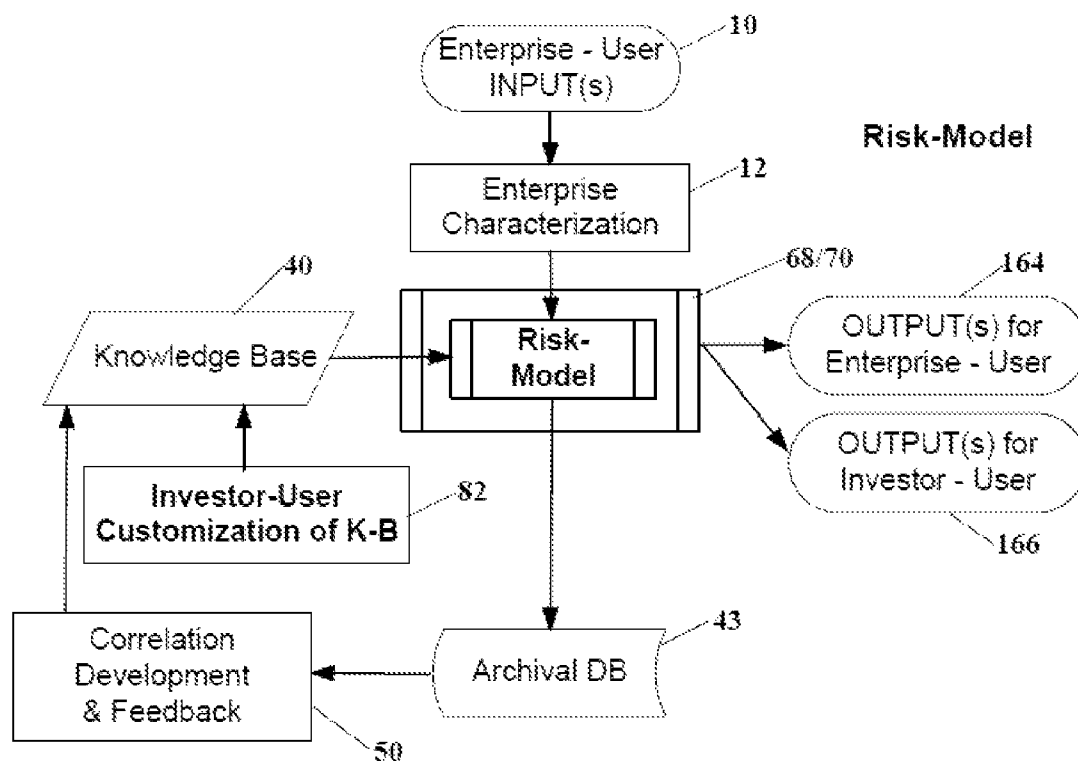 10
Enterprise - User
INPUT(s)
Risk-Model
12
Enterprise
Characterization
40
68/70
164
Knowledge Base
Risk-
Model
OUTPUT(s) for
Enterprise - User
OUTPUT(s) for
Investor - User
Investor-User
Customization of K-B
82
166
Correlation
Development
& Feedback
Archival DB
43
50